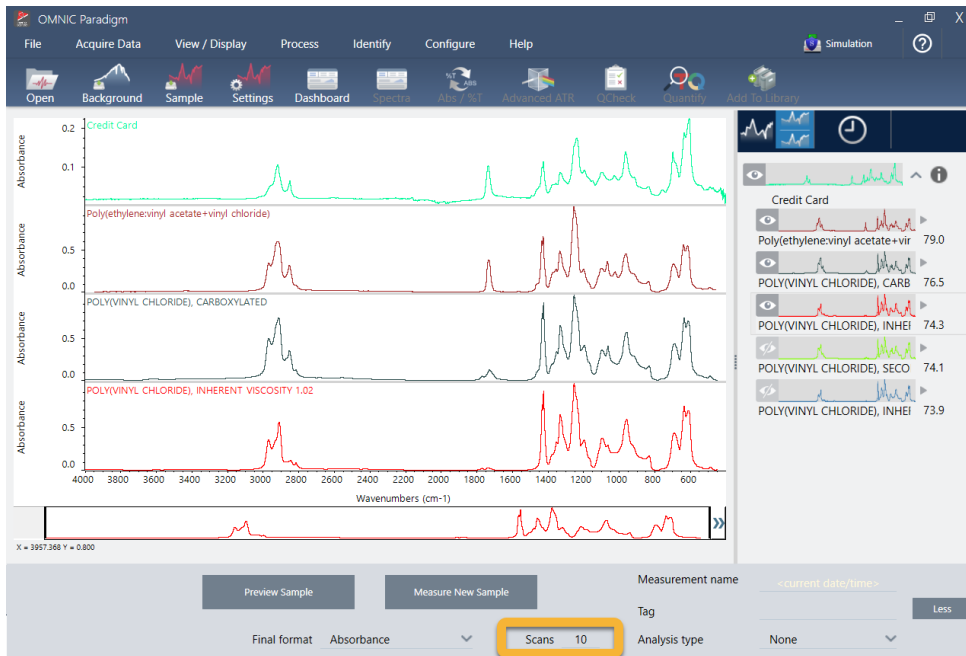 OMNIC Paradigm
File Acquire Data View / Display Process Identify Configure Help Simulation
Open Background Sample Settings Dashboard Spectra Abs / %T Advanced ATR QCheck Quantify Add To Library
%T ABS
Credit Card
Absorbance
0.2
0.1
Poly(ethylene:vinyl acetate+vinyl chloride)
Absorbance
0.5
0.0
POLY(VINYL CHLORIDE), CARBOXYLATED
Absorbance
0.5
0.0
POLY(VINYL CHLORIDE), INHERENT VISCOSITY 1.02
Absorbance
0.5
0.0
4000 3800 3600 3400 3200 3000 2800 2600 2400 2200 2000 1800 1600 1400 1200 1000 800 600
Wavenumbers (cm-1)
X = 3957.368 Y = 0.800
Credit Card
Poly(ethylene:vinyl acetate+vir 79.0
POLY(VINYL CHLORIDE), CARB 76.5
POLY(VINYL CHLORIDE), INHEI 74.3
POLY(VINYL CHLORIDE), SECO 74.1
POLY(VINYL CHLORIDE), INHEI 73.9
Preview Sample Measure New Sample Measurement name <current date/time>
Tag Less
Final format Absorbance Scans 10 Analysis type None